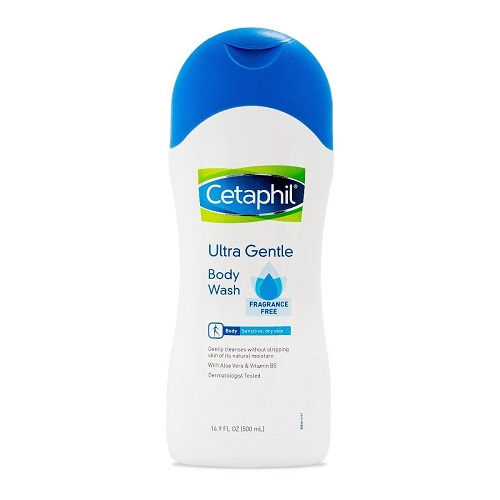 Cetaphil®
Ultra Gentle
Body
Wash
FRAGRANCE
FREE
Body Sensitive, dry skin
Gently cleanses without stripping
skin of its natural moisture
With Aloe Vera & Vitamin B5
Dermatologist Tested
16.9 FL OZ (500 mL)